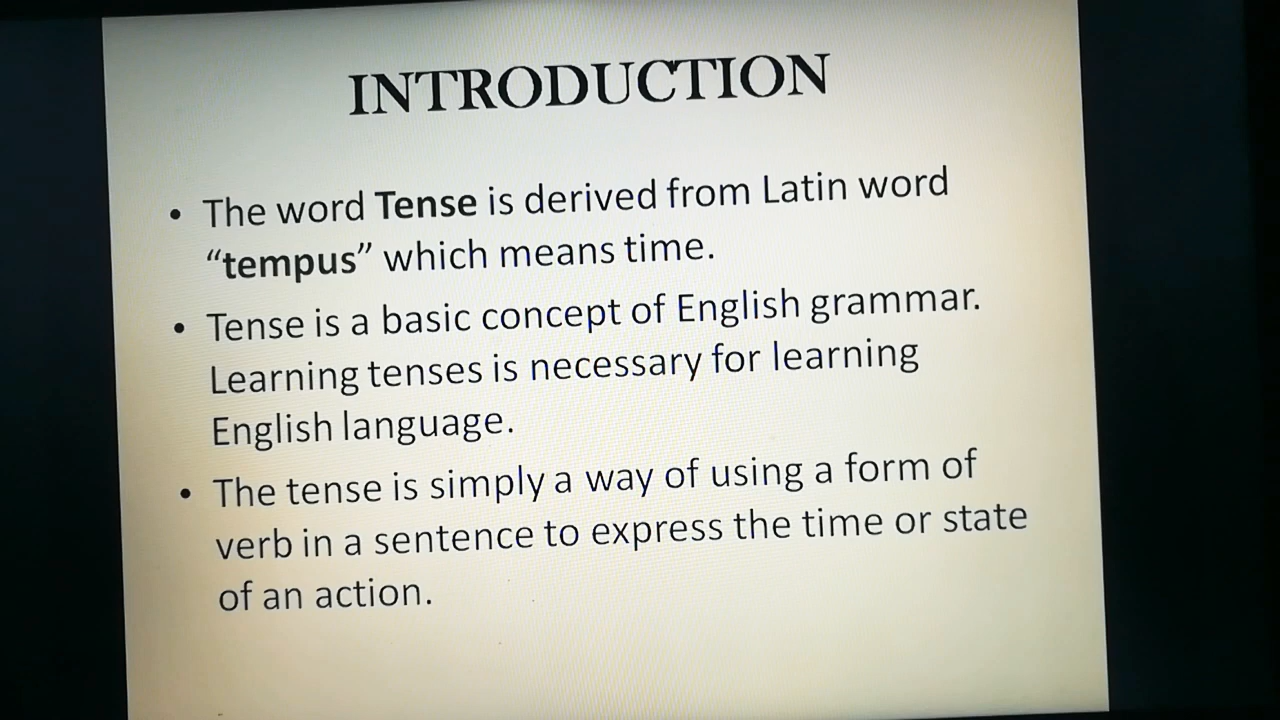 INTRODUCTION
• The word Tense is derived from Latin word
“tempus” which means time.
• Tense is a basic concept of English grammar.
Learning tenses is necessary for learning
English language.
• The tense is simply a way of using a form of
verb in a sentence to express the time or state
of an action.